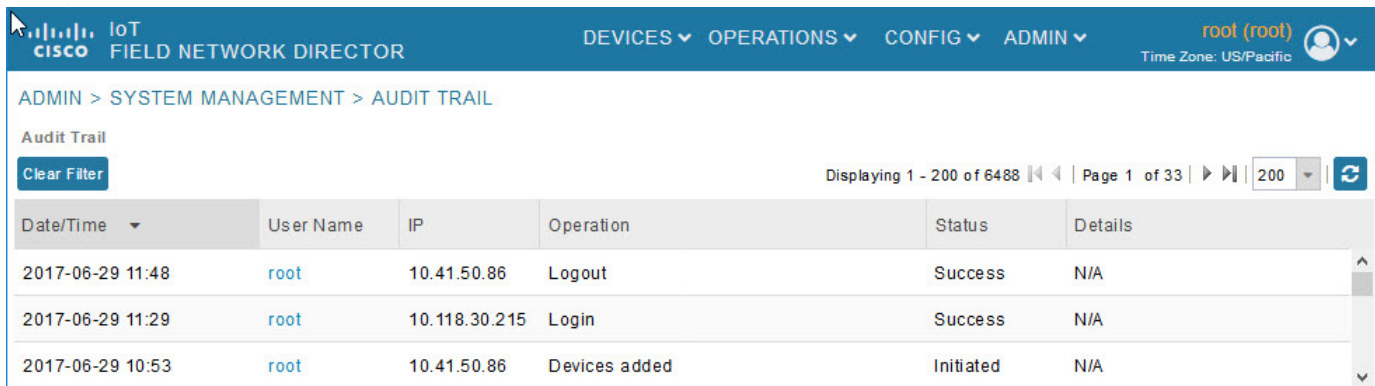 IoT
CISCO FIELD NETWORK DIRECTOR
DEVICES OPERATIONS CONFIG ADMIN
root (root)
Time Zone: US/Pacific
ADMIN > SYSTEM MANAGEMENT > AUDIT TRAIL
Audit Trail
Clear Filter
Displaying 1 - 200 of 6488 | Page 1 of 33 | 200
Date/Time User Name IP Operation Status Details
2017-06-29 11:48 root 10.41.50.86 Logout Success N/A
2017-06-29 11:29 root 10.118.30.215 Login Success N/A
2017-06-29 10:53 root 10.41.50.86 Devices added Initiated N/A